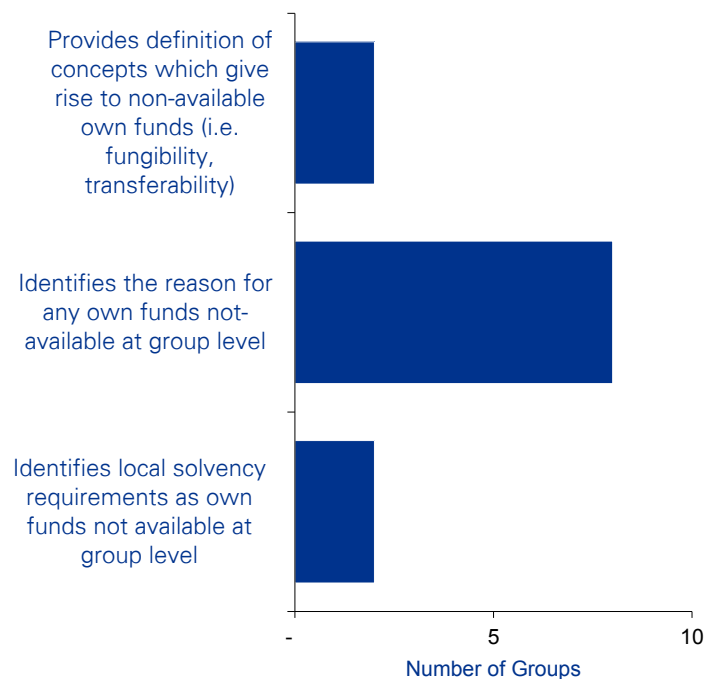 Provides definition of
concepts which give
rise to non-available
own funds (i.e.
fungibility,
transferability)
Identifies the reason for
any own funds not-
available at group level
Identifies local solvency
requirements as own
funds not available at
group level
-
5
10
Number of Groups